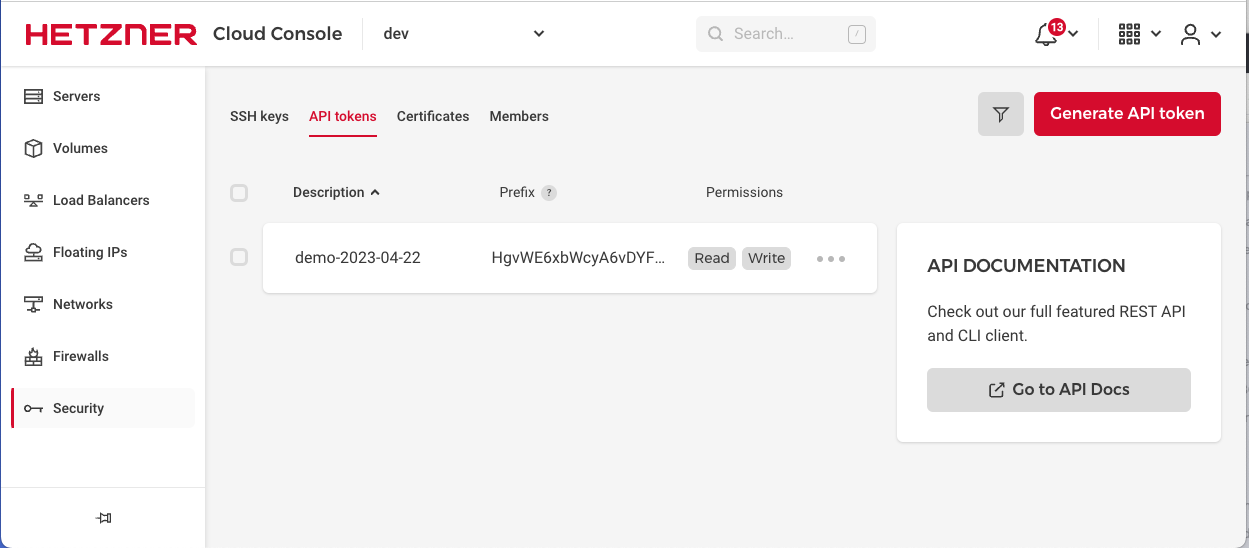 HETZNER Cloud Console dev Search... / 13
Servers
Volumes
Load Balancers
Floating IPs
Networks
Firewalls
Security
SSH keys API tokens Certificates Members
Generate API token
Description Prefix ? Permissions
demo-2023-04-22 HgvWE6xbWcyA6vDYF... Read Write
API DOCUMENTATION
Check out our full featured REST API
and CLI client.
Go to API Docs